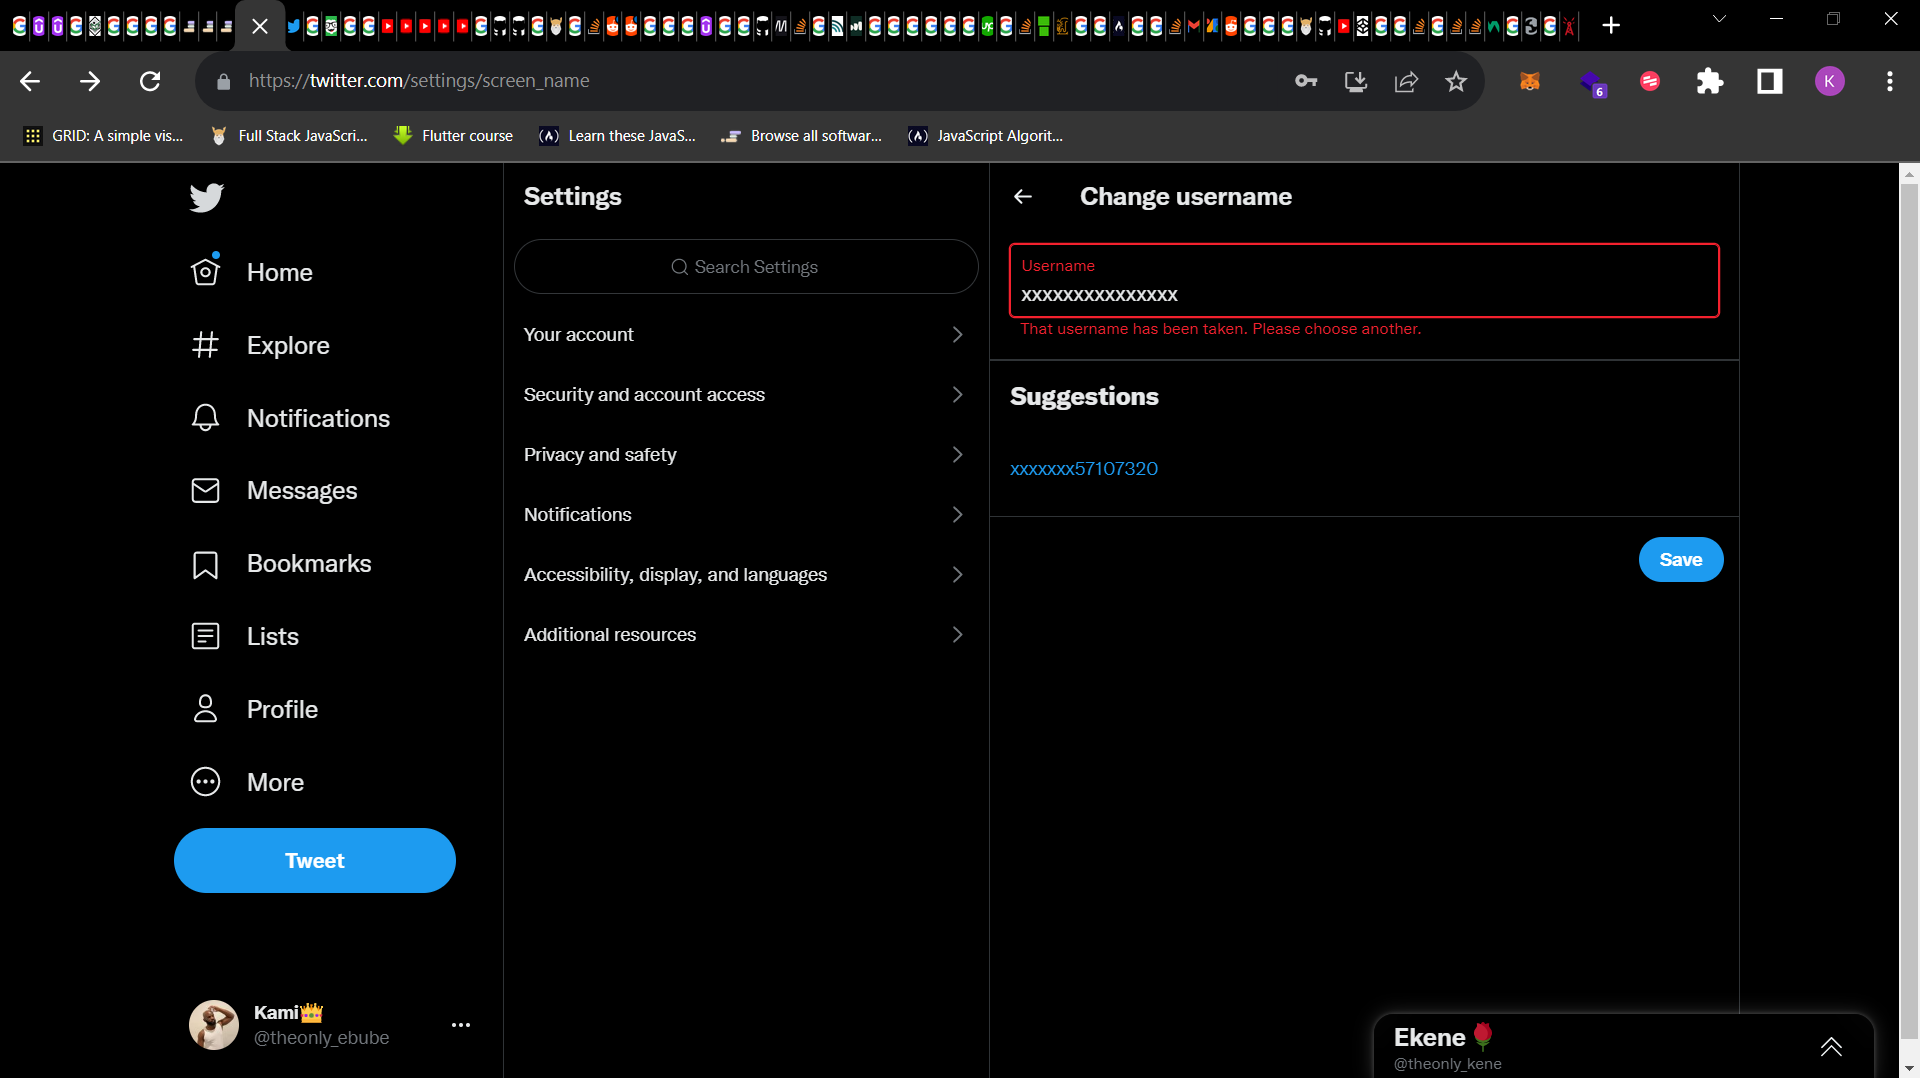 https://twitter.com/settings/screen_name
K
6
GRID: A simple vis...
Full Stack JavaScri...
Flutter course
Learn these JavaS...
Browse all softwar...
JavaScript Algorit...
Home
Explore
Notifications
Messages
Bookmarks
Lists
Profile
More
Tweet
Kami👑
@theonly_ebube
Settings
Search Settings
Your account
Security and account access
Privacy and safety
Notifications
Accessibility, display, and languages
Additional resources
Change username
Username
xxxxxxxxxxxxxxx
That username has been taken. Please choose another.
Suggestions
xxxxxxx57107320
Save
Ekene🌹
@theonly_kene